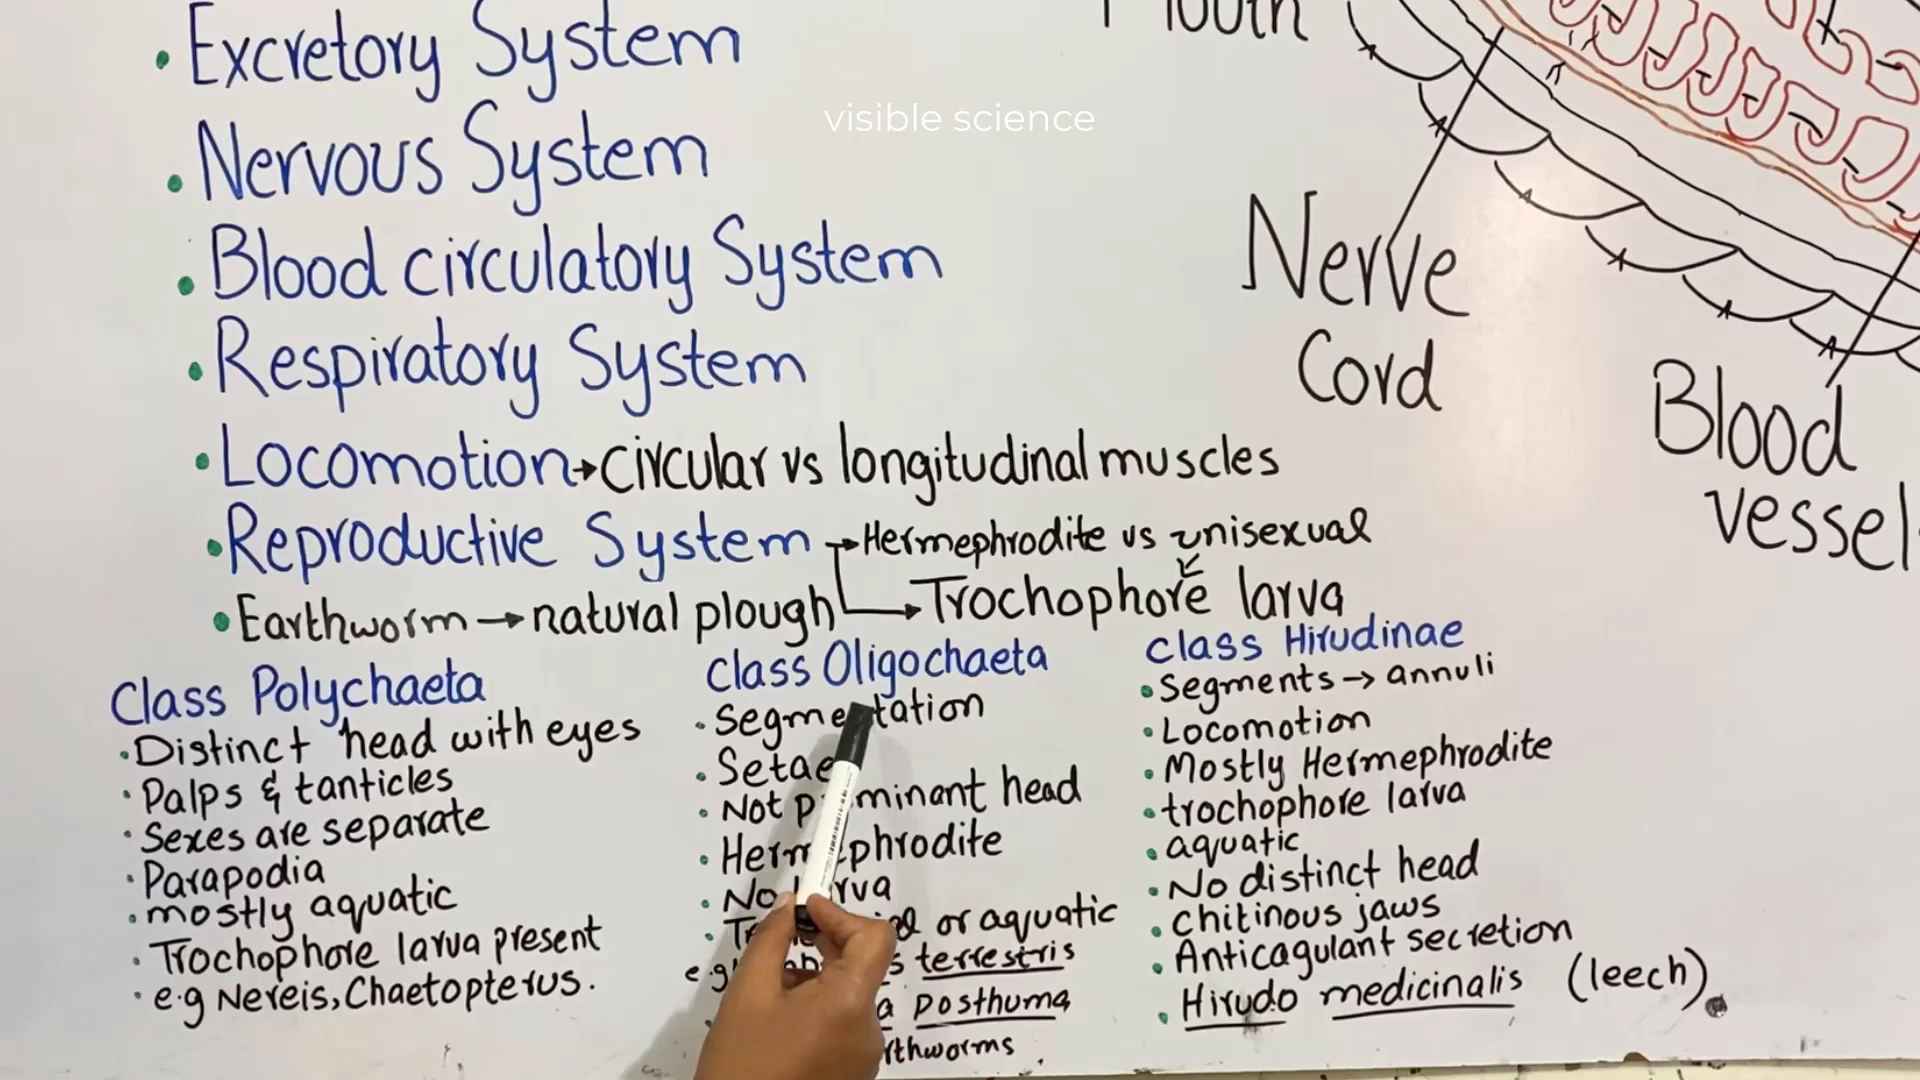 Mouth
• Excretory System
visible science
• Nervous System
• Blood circulatory System
Nerve
Cord
• Respiratory System
Blood
vessel
• Locomotion → circular vs longitudinal muscles
• Reproductive System → Hermephrodite vs unisexual
→ Trochophore larva
• Earthworm → natural plough
Class Polychaeta
• Distinct head with eyes
• Palps & tanticles
• Sexes are separate
• Parapodia
• mostly aquatic
• Trochophore larva present
• e.g Nereis, Chaetopterus.
Class Oligochaeta
• Segmentation
• Setae
• Not prominant head
• Hermephrodite
• No larva
• or aquatic
e.g terrestris
posthuma
Class Hirudinae
• Segments → annuli
• Locomotion
• Mostly Hermephrodite
• trochophore larva
• aquatic
• No distinct head
• Chitinous jaws
• Anticagulant secretion
• Hirudo medicinalis (leech)